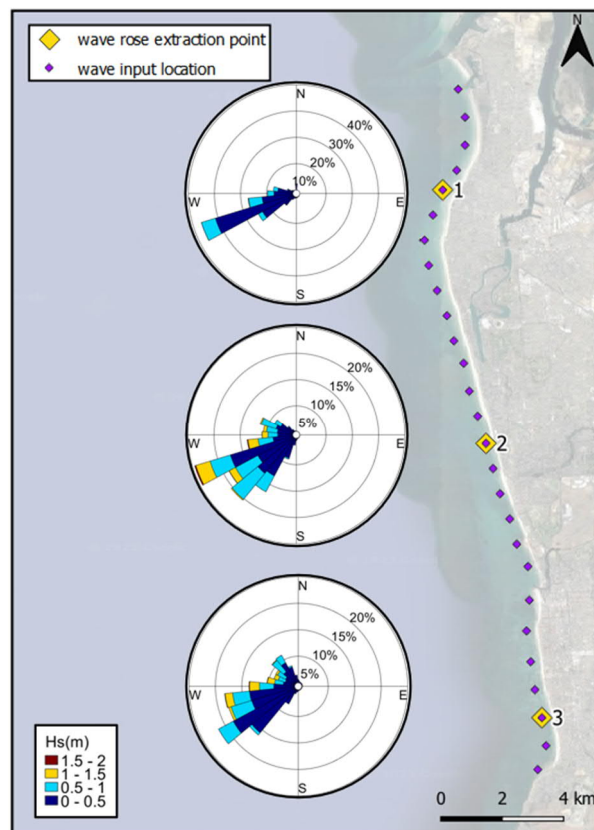 wave rose extraction point
wave input location
N
N
40%
30%
20%
10%
W
E
S
1
N
20%
15%
10%
5%
W
E
S
2
N
20%
15%
10%
5%
W
E
S
3
Hs(m)
1.5 - 2
1 - 1.5
0.5 - 1
0 - 0.5
0 2 4 km